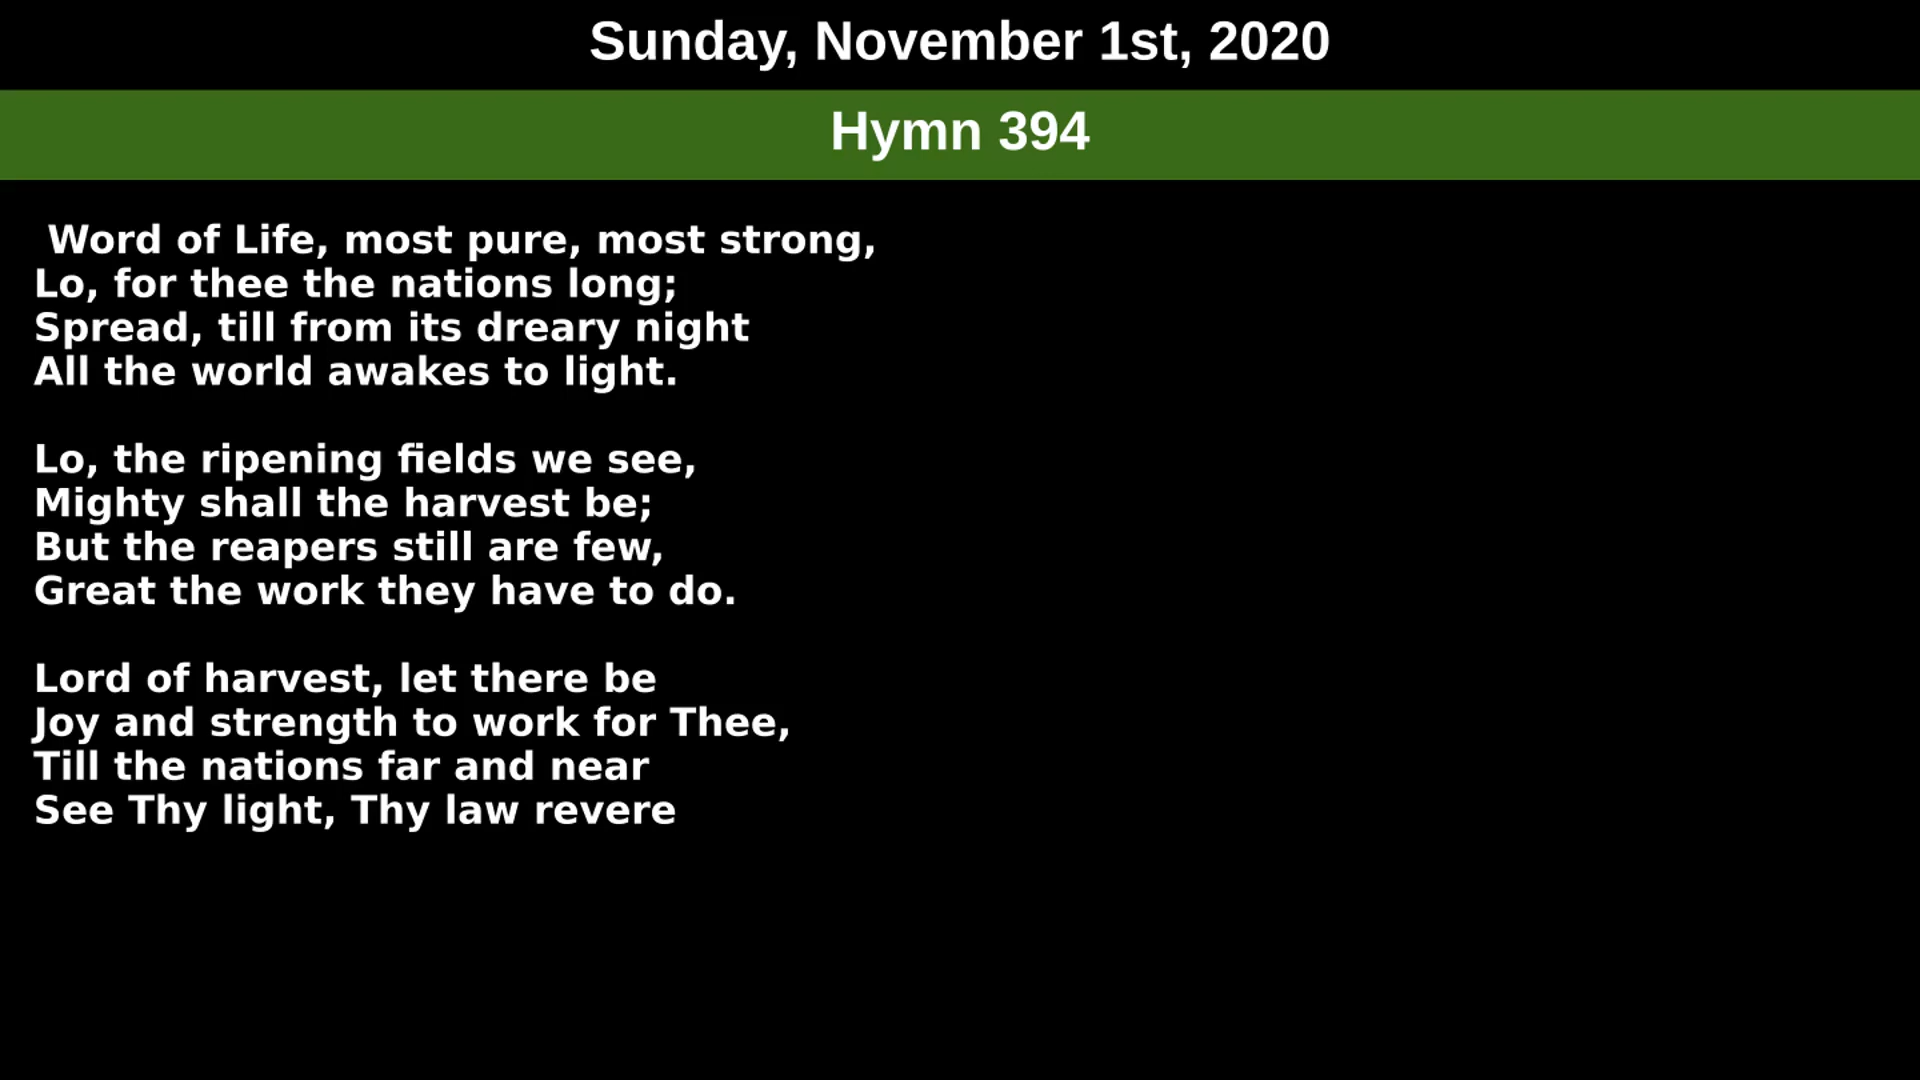 Sunday, November 1st, 2020
Hymn 394
Word of Life, most pure, most strong,
Lo, for thee the nations long;
Spread, till from its dreary night
All the world awakes to light.
Lo, the ripening fields we see,
Mighty shall the harvest be;
But the reapers still are few,
Great the work they have to do.
Lord of harvest, let there be
Joy and strength to work for Thee,
Till the nations far and near
See Thy light, Thy law revere